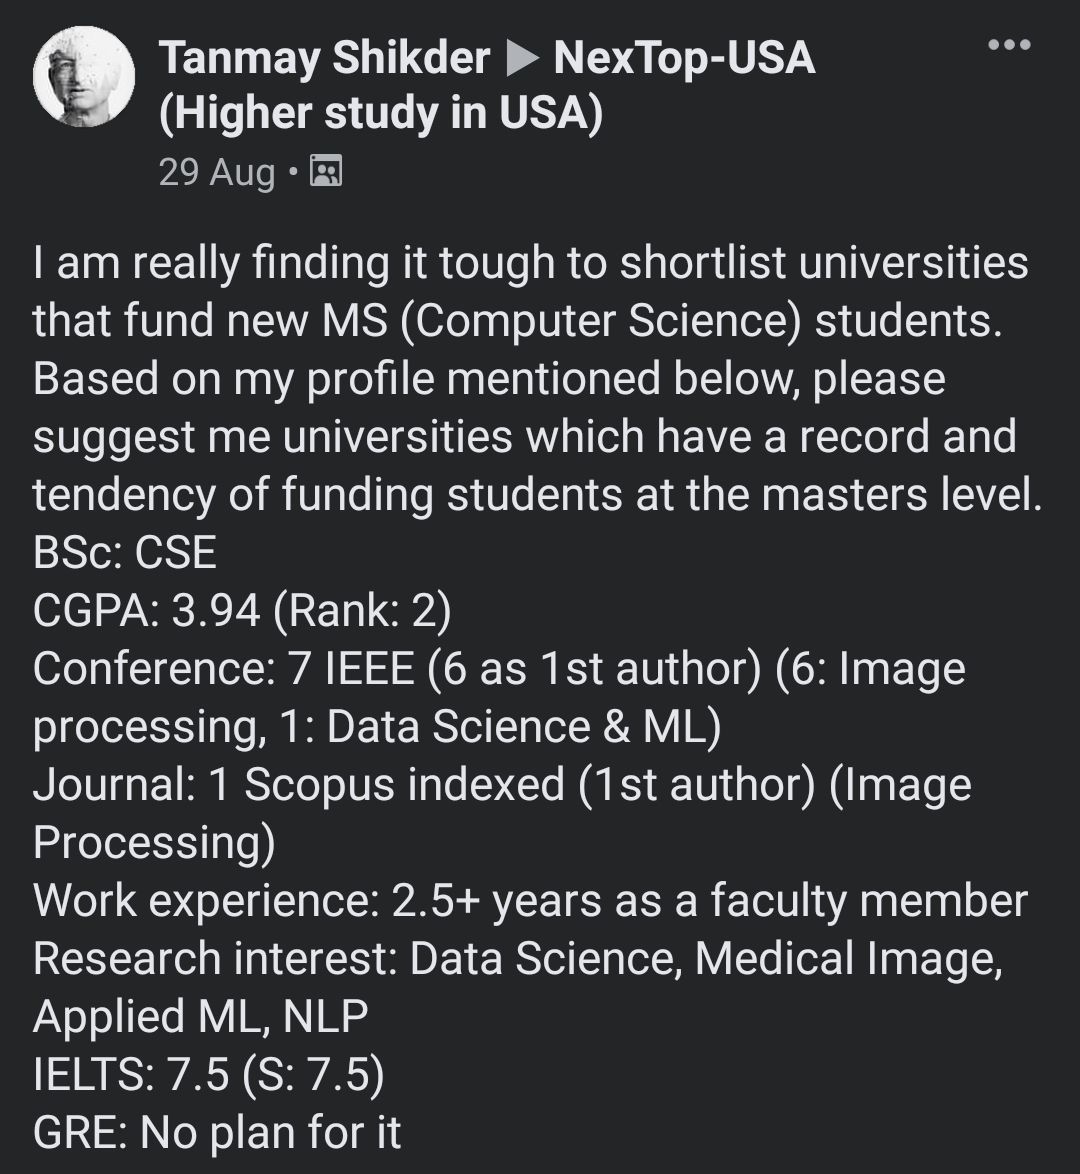 Tanmay Shikder ▶ NexTop-USA
(Higher study in USA)
29 Aug •
I am really finding it tough to shortlist universities
that fund new MS (Computer Science) students.
Based on my profile mentioned below, please
suggest me universities which have a record and
tendency of funding students at the masters level.
BSc: CSE
CGPA: 3.94 (Rank: 2)
Conference: 7 IEEE (6 as 1st author) (6: Image
processing, 1: Data Science & ML)
Journal: 1 Scopus indexed (1st author) (Image
Processing)
Work experience: 2.5+ years as a faculty member
Research interest: Data Science, Medical Image,
Applied ML, NLP
IELTS: 7.5 (S: 7.5)
GRE: No plan for it